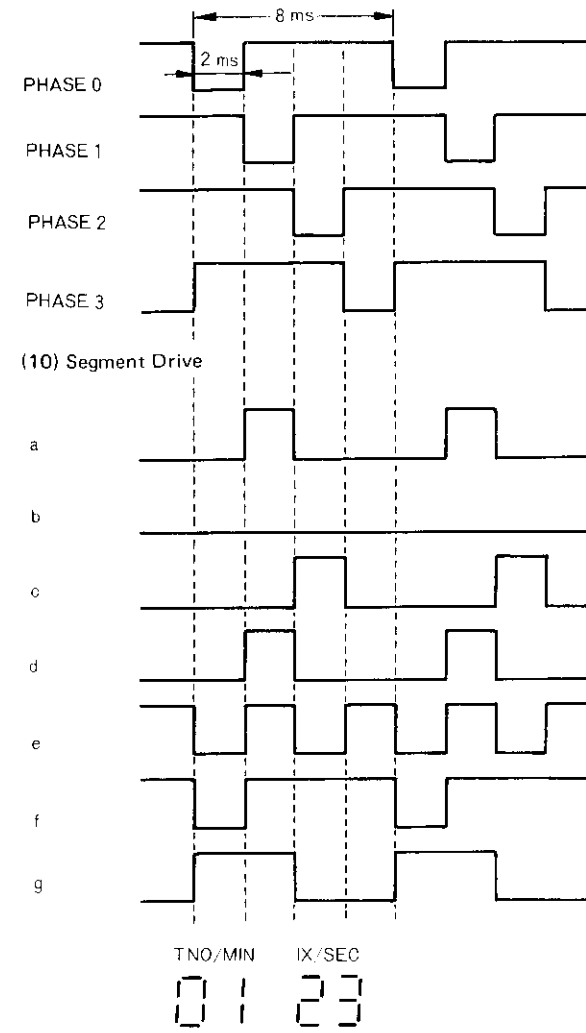 8 ms
2 ms
PHASE 0
PHASE 1
PHASE 2
PHASE 3
(10) Segment Drive
a
b
c
d
e
f
g
TNO/MIN IX/SEC
01 23